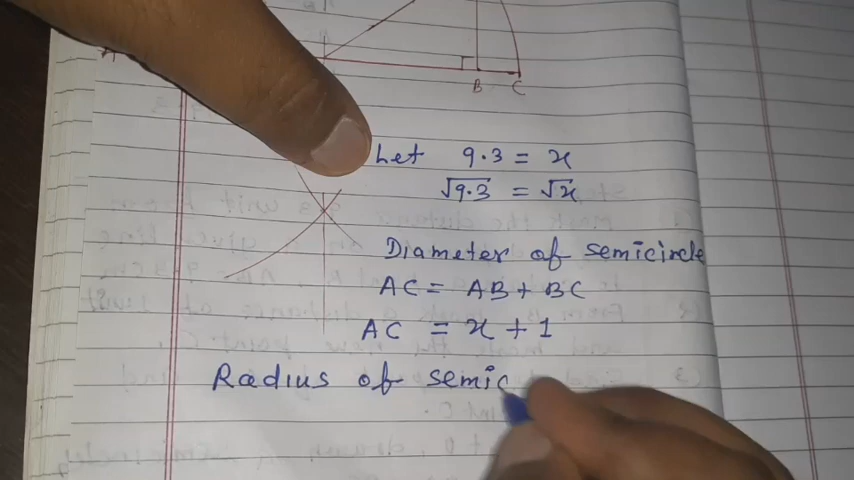 B C
Let 9.3 = x
√9.3 = √x
Diameter of semicircle
AC = AB + BC
AC = x + 1
Radius of semic